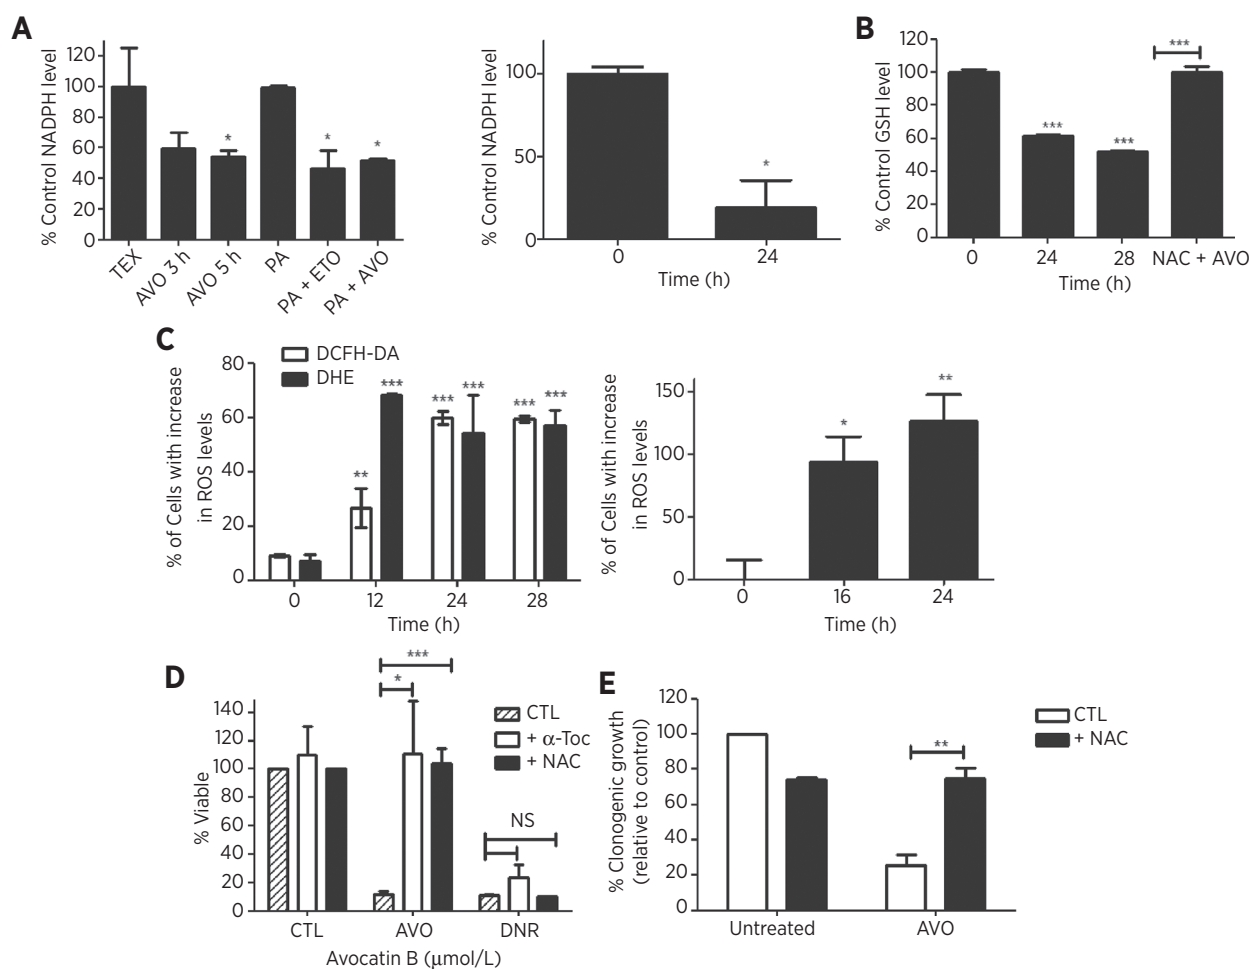 A
% Control NADPH level
120
100
80
60
40
20
0
*
*
*
TEX
AVO 3 h
AVO 5 h
PA
PA + ETO
PA + AVO
% Control NADPH level
100
50
0
*
0
24
Time (h)
B
% Control GSH level
120
100
80
60
40
20
0
***
***
***
0
24
28
NAC + AVO
Time (h)
C
% of Cells with increase
in ROS levels
80
60
40
20
0
DCFH-DA
DHE
**
***
***
***
***
***
0
12
24
28
Time (h)
% of Cells with increase
in ROS levels
150
100
50
0
*
**
0
16
24
Time (h)
D
% Viable
140
120
100
80
60
40
20
0
***
*
NS
CTL
+ α-Toc
+ NAC
CTL
AVO
DNR
Avocatin B (μmol/L)
E
% Clonogenic growth
(relative to control)
120
100
80
60
40
20
0
**
CTL
+ NAC
Untreated
AVO